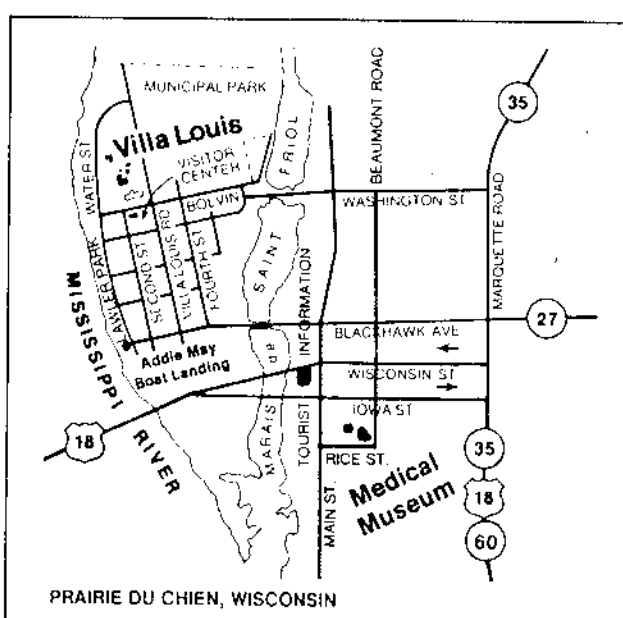 MUNICIPAL PARK
35
Villa Louis
VISITOR
CENTER
WATER ST
BOLVIN
FRIOL
BEAUMONT ROAD
WASHINGTON ST
MARQUETTE ROAD
SECOND ST
VILLA LOUIS RD
FOURTH ST
SAINT
INFORMATION
27
BLACKHAWK AVE
MISSISSIPPI
RIVER
Addie May
Boat Landing
WISCONSIN ST
de
MARAIS
TOURIST
IOWA ST
18
RICE ST.
MAIN ST.
Medical
Museum
35
18
60
PRAIRIE DU CHIEN, WISCONSIN